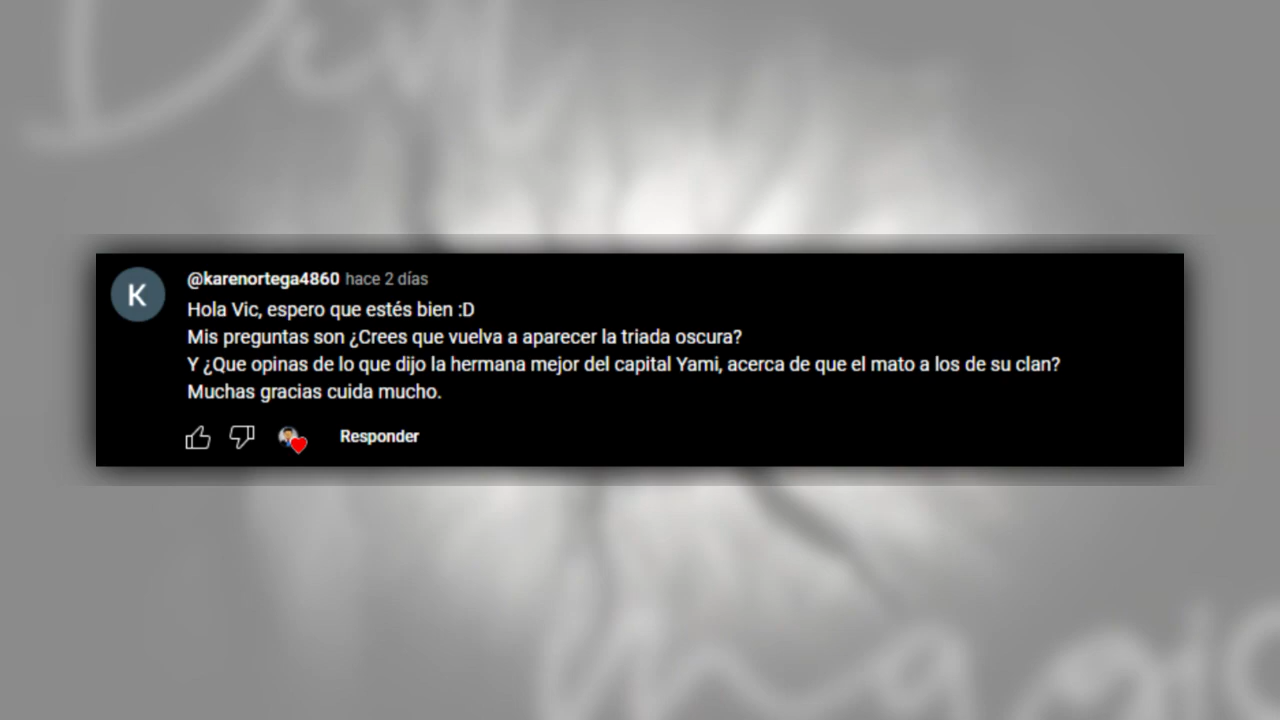 @karenortega4860 hace 2 días
Hola Vic, espero que estés bien :D
Mis preguntas son ¿Crees que vuelva a aparecer la triada oscura?
Y ¿Que opinas de lo que dijo la hermana mejor del capital Yami, acerca de que el mato a los de su clan?
Muchas gracias cuida mucho.
Responder
K